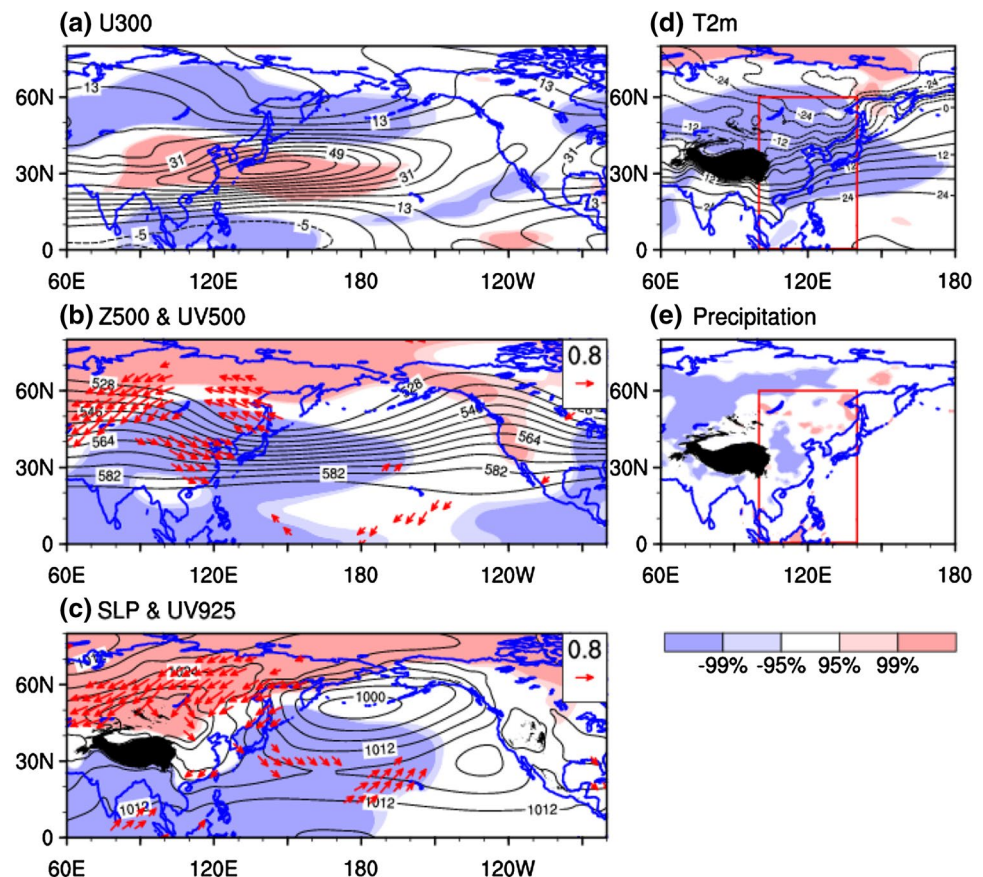 (a) U300
13
13
13
31
49
31
31
13
13
-5
-5
60N
30N
0
60E
120E
180
120W
(d) T2m
-24
-24
-24
-12
-12
0
12
12
12
24
24
24
60N
30N
0
60E
120E
180
(b) Z500 & UV500
0.8
528
528
546
54
564
564
582
582
582
60N
30N
0
60E
120E
180
120W
(e) Precipitation
60N
30N
0
60E
120E
180
(c) SLP & UV925
0.8
1024
1000
1012
1012
1012
1012
60N
30N
0
60E
120E
180
120W
-99%
-95%
95%
99%